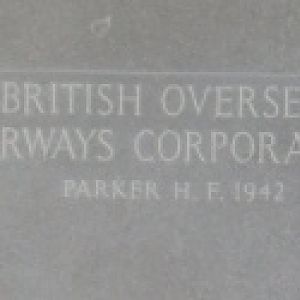 BRITISH OVERSE
RWAYS CORPORA
PARKER H. F. 1942